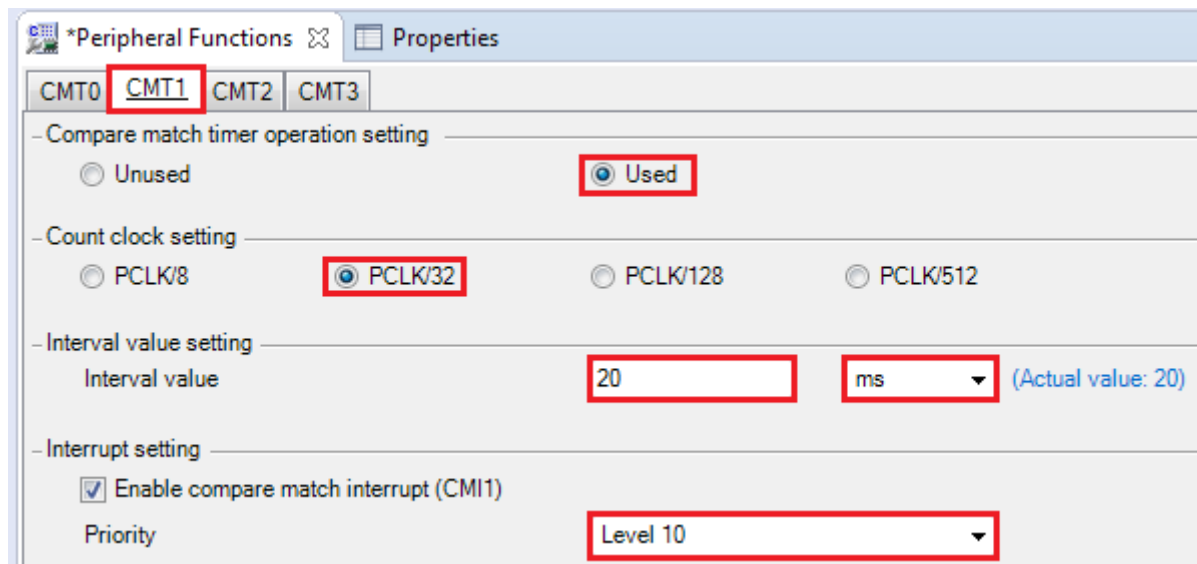 *Peripheral Functions Properties
CMT0 CMT1 CMT2 CMT3
Compare match timer operation setting
Unused Used
Count clock setting
PCLK/8 PCLK/32 PCLK/128 PCLK/512
Interval value setting
Interval value 20 ms (Actual value: 20)
Interrupt setting
Enable compare match interrupt (CMI1)
Priority Level 10